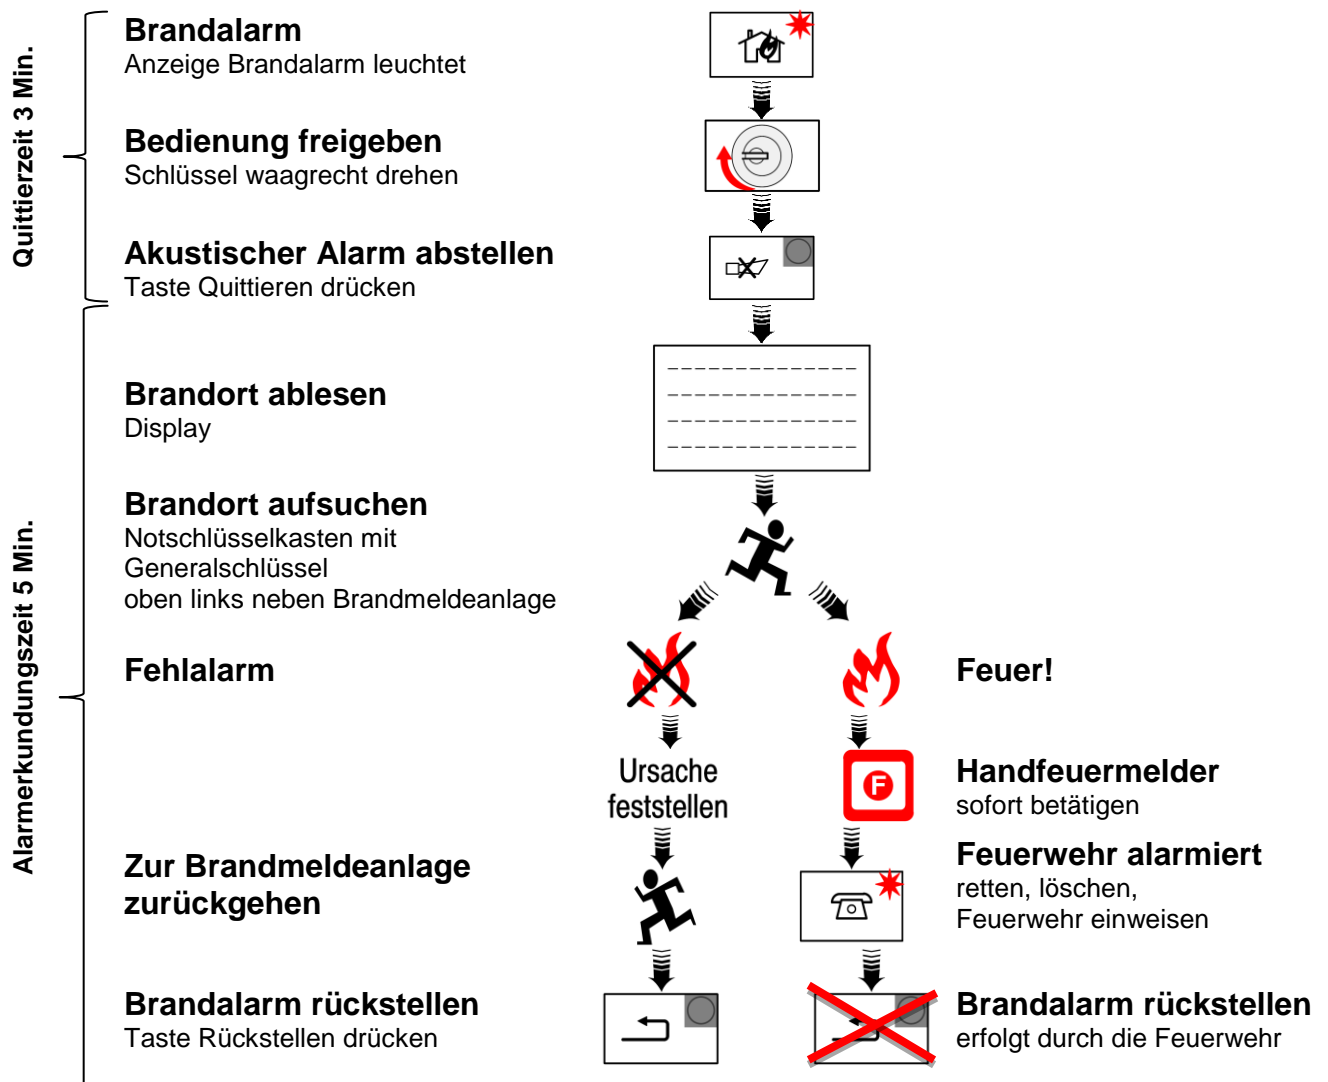 Quittierzeit 3 Min.
Brandalarm
Anzeige Brandalarm leuchtet
Bedienung freigeben
Schlüssel waagrecht drehen
Akustischer Alarm abstellen
Taste Quittieren drücken
Alarmerkundungszeit 5 Min.
Brandort ablesen
Display
Brandort aufsuchen
Notschlüsselkasten mit
Generalschlüssel
oben links neben Brandmeldeanlage
Fehlalarm
Feuer!
Ursache
feststellen
F
Handfeuermelder
sofort betätigen
Zur Brandmeldeanlage
zurückgehen
Feuerwehr alarmiert
retten, löschen,
Feuerwehr einweisen
Brandalarm rückstellen
Taste Rückstellen drücken
Brandalarm rückstellen
erfolgt durch die Feuerwehr